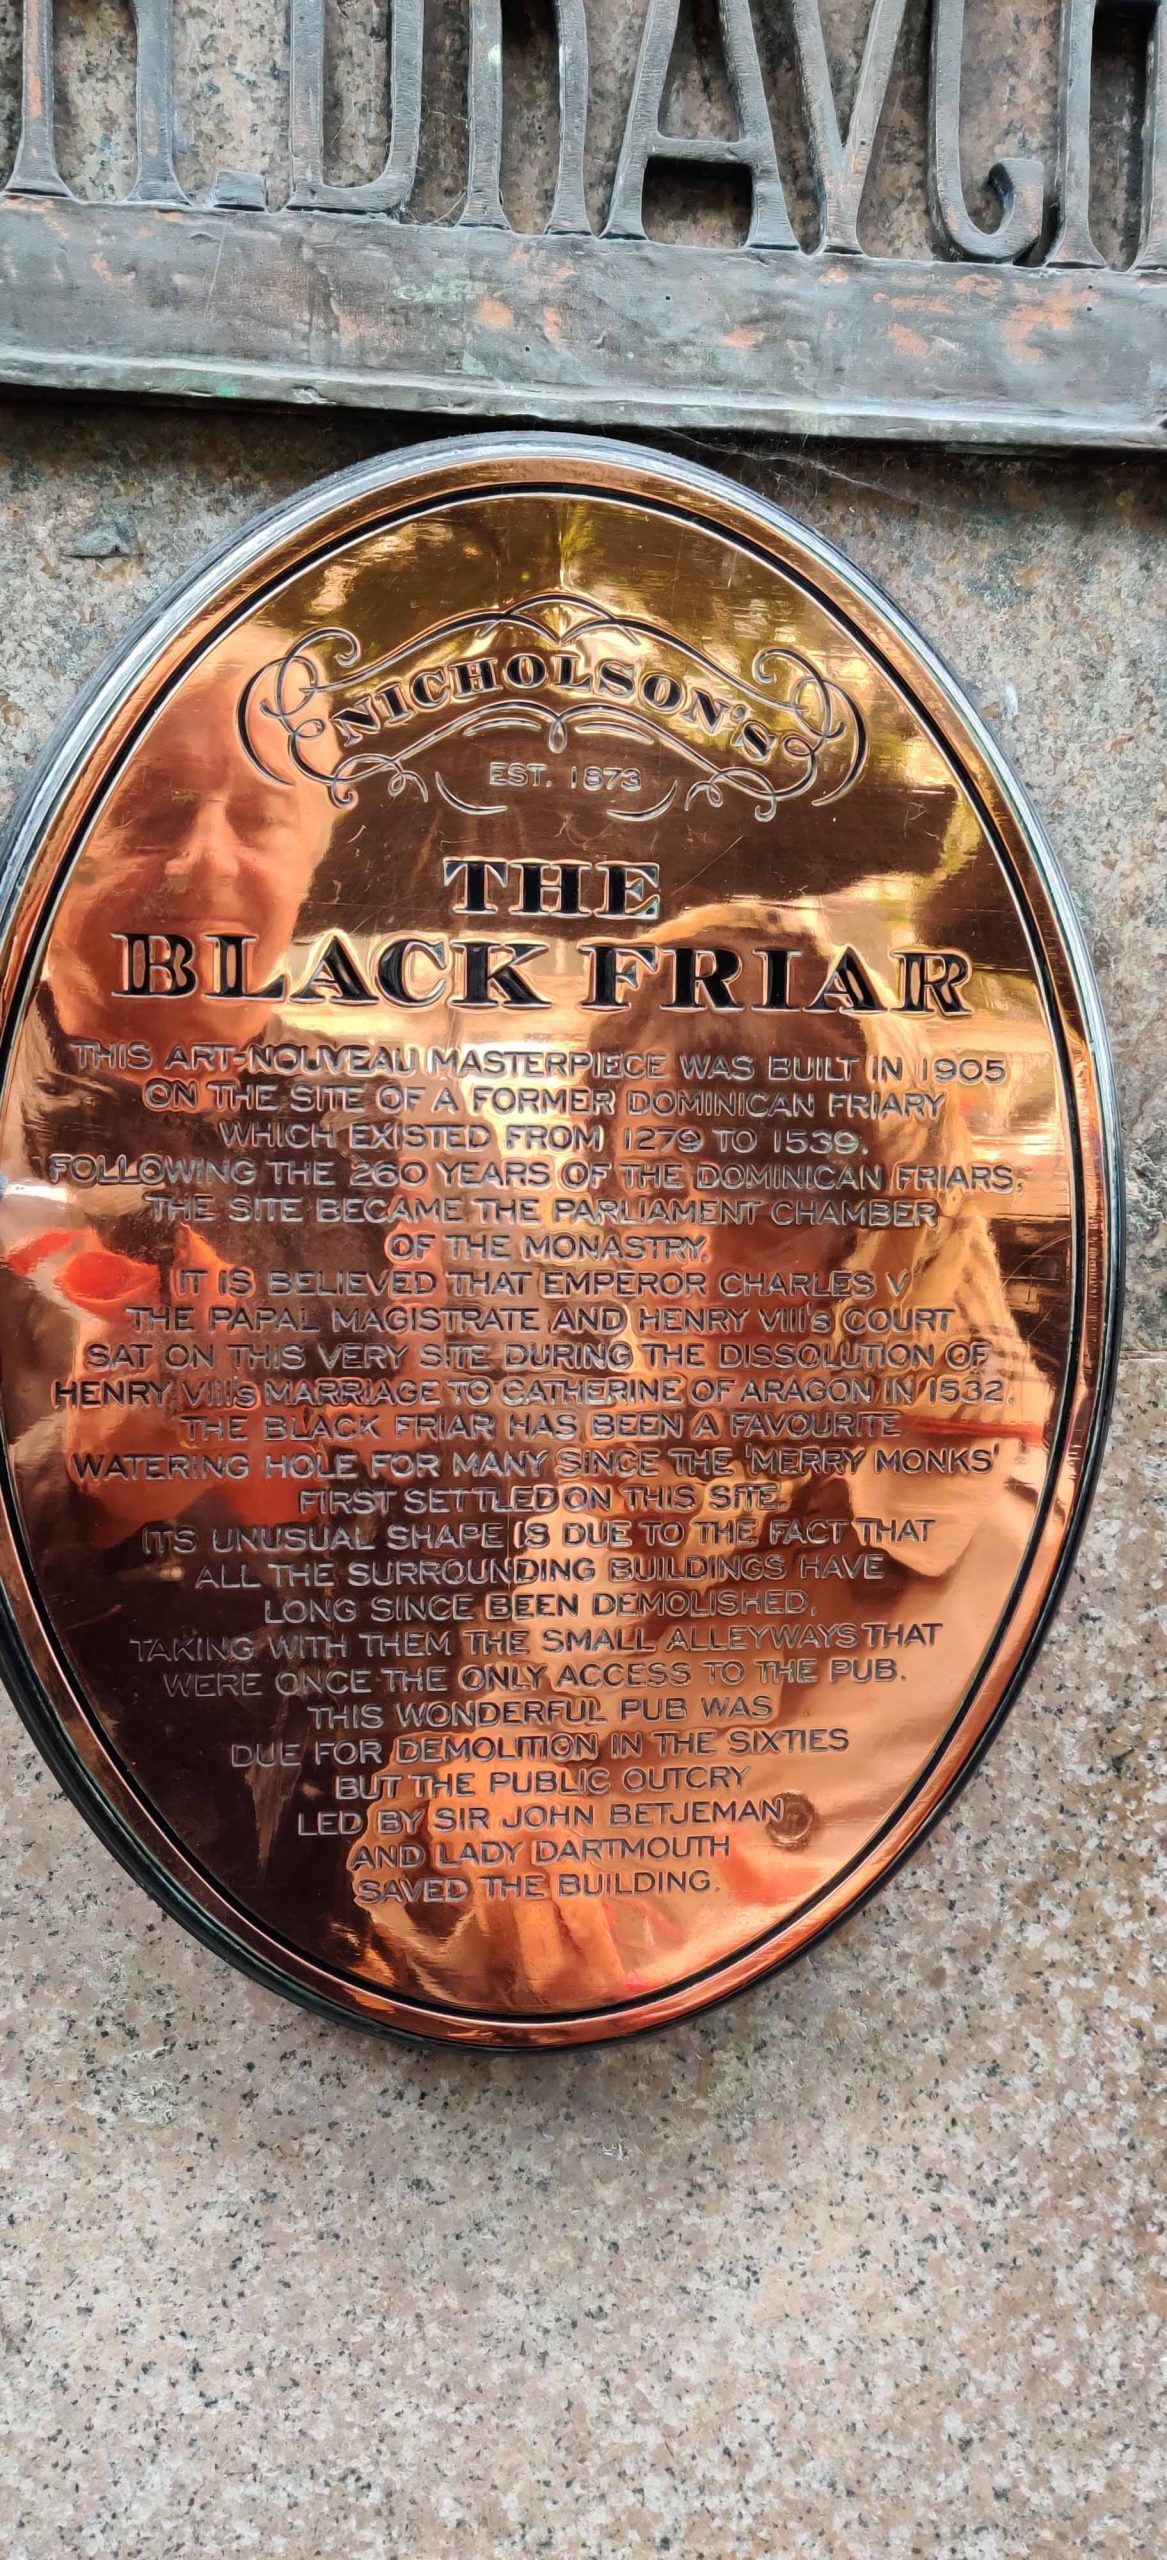 NICHOLSON'S
EST. 1873
THE
BLACK FRIAR
THIS ART-NOUVEAU MASTERPIECE WAS BUILT IN 1905
ON THE SITE OF A FORMER DOMINICAN FRIARY
WHICH EXISTED FROM 1279 TO 1539.
FOLLOWING THE 260 YEARS OF THE DOMINICAN FRIARS,
THE SITE BECAME THE PARLIAMENT CHAMBER
OF THE MONASTRY.
IT IS BELIEVED THAT EMPEROR CHARLES V
THE PAPAL MAGISTRATE AND HENRY VIII's COURT
SAT ON THIS VERY SITE DURING THE DISSOLUTION OF
HENRY VIII's MARRIAGE TO CATHERINE OF ARAGON IN 1532.
THE BLACK FRIAR HAS BEEN A FAVOURITE
WATERING HOLE FOR MANY SINCE THE 'MERRY MONKS'
FIRST SETTLED ON THIS SITE.
ITS UNUSUAL SHAPE IS DUE TO THE FACT THAT
ALL THE SURROUNDING BUILDINGS HAVE
LONG SINCE BEEN DEMOLISHED,
TAKING WITH THEM THE SMALL ALLEYWAYS THAT
WERE ONCE THE ONLY ACCESS TO THE PUB.
THIS WONDERFUL PUB WAS
DUE FOR DEMOLITION IN THE SIXTIES
BUT THE PUBLIC OUTCRY
LED BY SIR JOHN BETJEMAN
AND LADY DARTMOUTH
SAVED THE BUILDING.